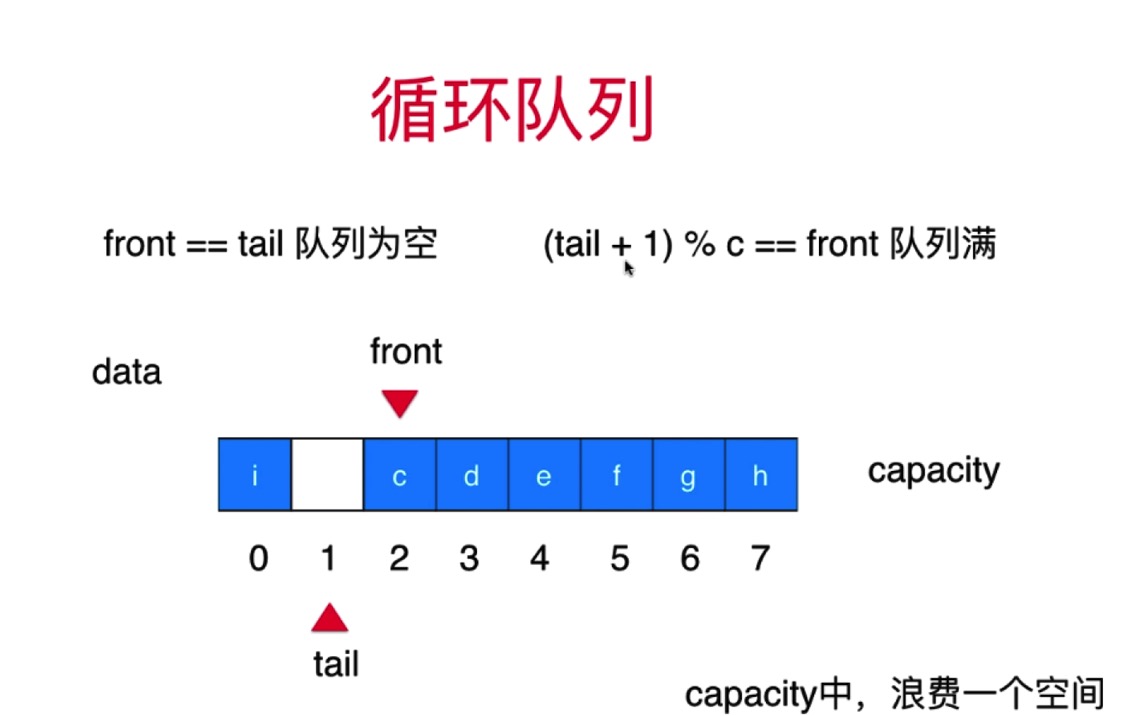 循环队列
front == tail 队列为空 (tail + 1) % c == front 队列满
front
data
i c d e f g h
capacity
0 1 2 3 4 5 6 7
tail
capacity中，浪费一个空间